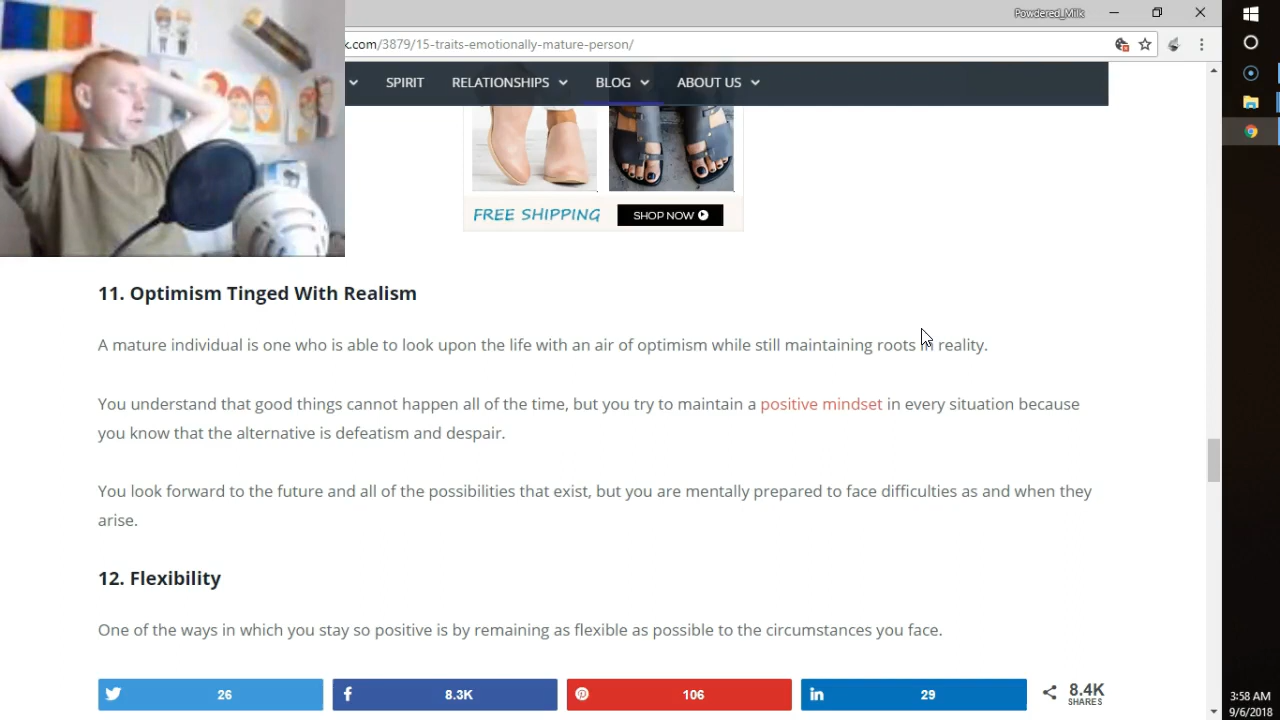 Powdered_Milk
k.com/3879/15-traits-emotionally-mature-person/
SPIRIT RELATIONSHIPS BLOG ABOUT US
FREE SHIPPING SHOP NOW
11. Optimism Tinged With Realism
A mature individual is one who is able to look upon the life with an air of optimism while still maintaining roots in reality.
You understand that good things cannot happen all of the time, but you try to maintain a positive mindset in every situation because
you know that the alternative is defeatism and despair.
You look forward to the future and all of the possibilities that exist, but you are mentally prepared to face difficulties as and when they
arise.
12. Flexibility
One of the ways in which you stay so positive is by remaining as flexible as possible to the circumstances you face.
26 8.3K 106 29 8.4K
SHARES
3:58 AM
9/6/2018